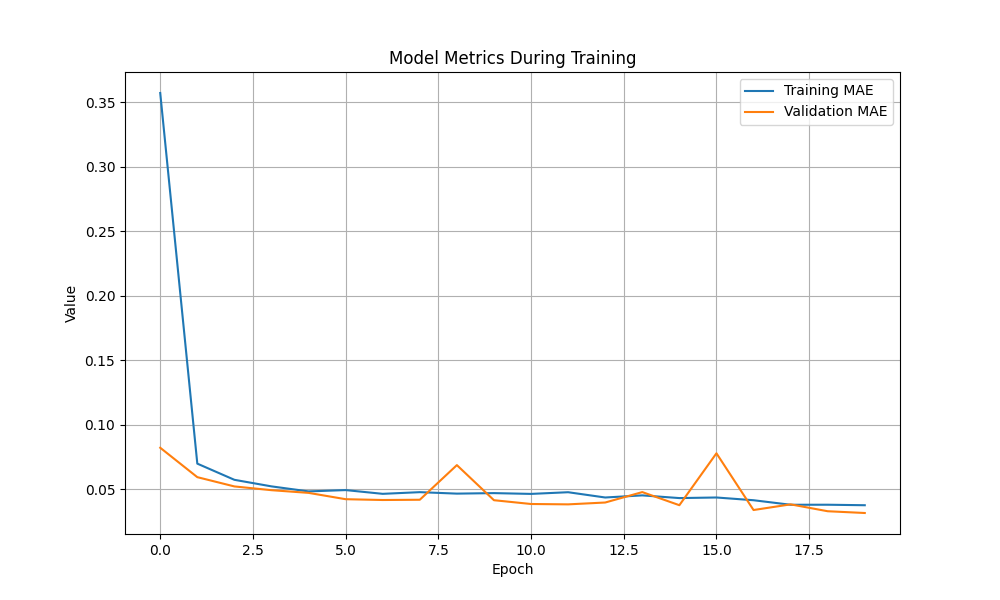 Model Metrics During Training
Training MAE
Validation MAE
0.35
0.30
0.25
0.20
0.15
0.10
0.05
Value
0.0 2.5 5.0 7.5 10.0 12.5 15.0 17.5
Epoch